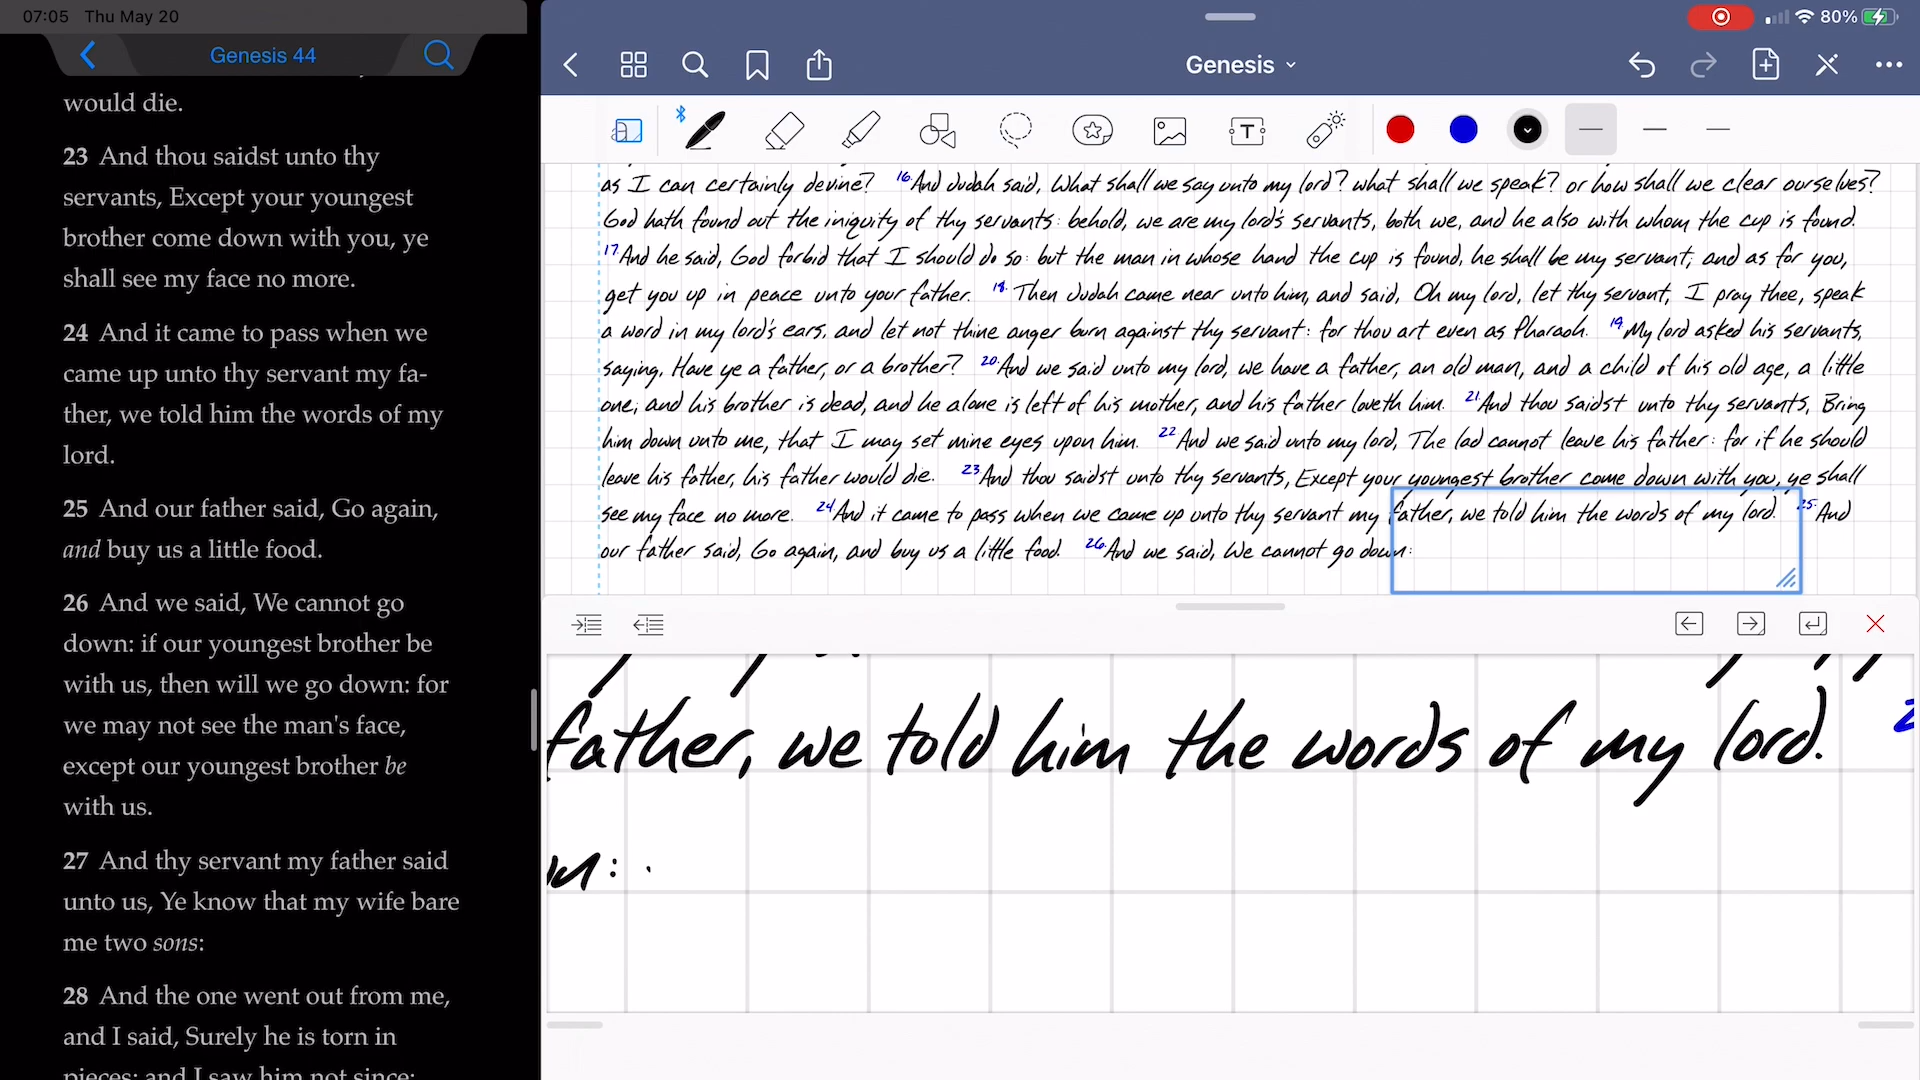 07:05 Thu May 20
Genesis 44
would die.
23 And thou saidst unto thy
servants, Except your youngest
brother come down with you, ye
shall see my face no more.
24 And it came to pass when we
came up unto thy servant my fa-
ther, we told him the words of my
lord.
25 And our father said, Go again,
and buy us a little food.
26 And we said, We cannot go
down: if our youngest brother be
with us, then will we go down: for
we may not see the man's face,
except our youngest brother be
with us.
27 And thy servant my father said
unto us, Ye know that my wife bare
me two sons:
28 And the one went out from me,
and I said, Surely he is torn in
pieces; and I saw him not since:
80%
Genesis
as I can certainly devine? 16. And Judah said, What shall we say unto my lord? what shall we speak? or how shall we clear ourselves?
God hath found out the iniquity of thy servants: behold, we are my lord's servants, both we, and he also with whom the cup is found.
17 And he said, God forbid that I should do so: but the man in whose hand the cup is found, he shall be my servant; and as for you,
get you up in peace unto your father. 18. Then Judah came near unto him, and said, Oh my lord, let thy servant, I pray thee, speak
a word in my lord's ears, and let not thine anger burn against thy servant: for thou art even as Pharaoh. 19. My lord asked his servants,
saying, Have ye a father, or a brother? 20. And we said unto my lord, we have a father, an old man, and a child of his old age, a little
one; and his brother is dead, and he alone is left of his mother, and his father loveth him. 21. And thou saidst unto thy servants, Bring
him down unto me, that I may set mine eyes upon him. 22 And we said unto my lord, The lad cannot leave his father: for if he should
leave his father, his father would die. 23. And thou saidst unto thy servants, Except your youngest brother come down with you, ye shall
see my face no more. 24. And it came to pass when we came up unto thy servant my father, we told him the words of my lord. 25. And
our father said, Go again, and buy us a little food. 26. And we said, We cannot go down:
father, we told him the words of my lord.
wn: